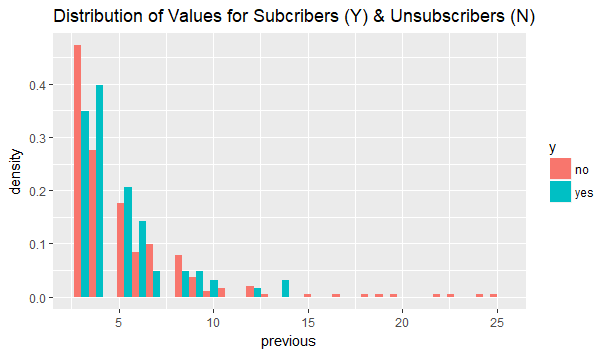 Distribution of Values for Subcribers (Y) & Unsubscribers (N)
0.4
0.3
0.2
0.1
0.0
density
5
10
15
20
25
previous
y
no
yes